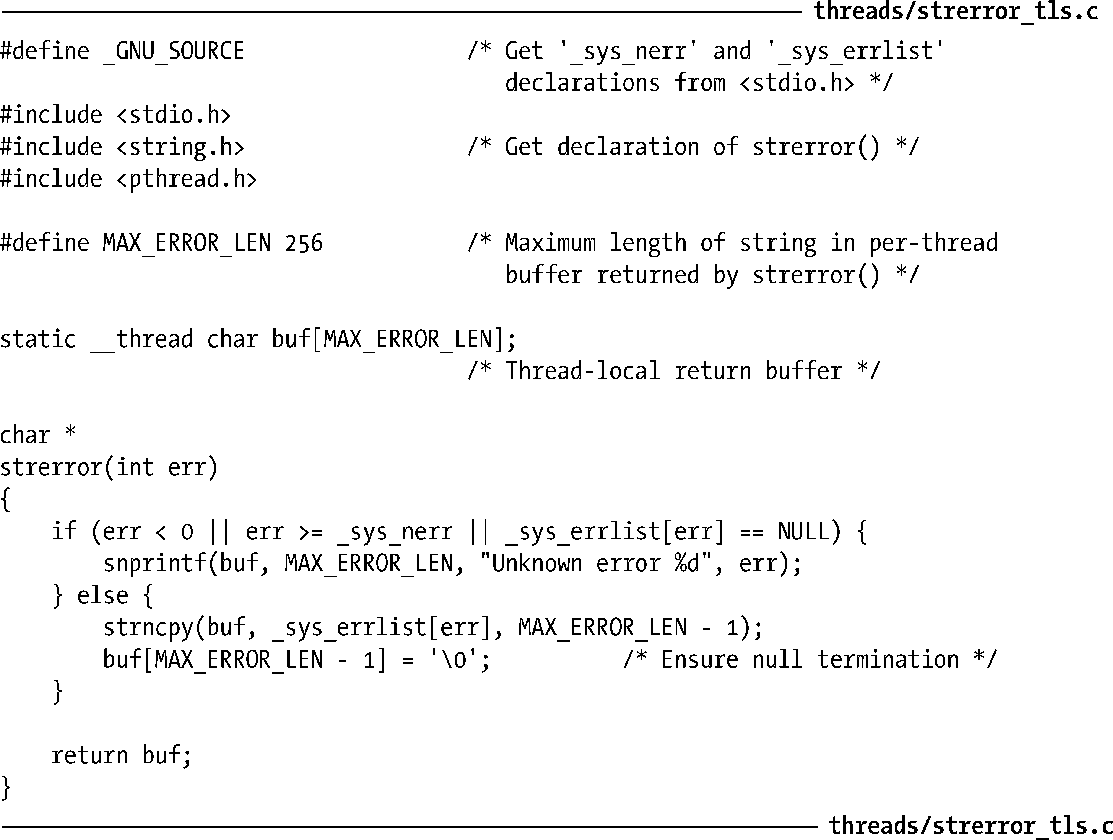 threads/strerror_tls.c
#define _GNU_SOURCE /* Get '_sys_nerr' and '_sys_errlist'
declarations from <stdio.h> */
#include <stdio.h>
#include <string.h> /* Get declaration of strerror() */
#include <pthread.h>
#define MAX_ERROR_LEN 256 /* Maximum length of string in per-thread
buffer returned by strerror() */
static __thread char buf[MAX_ERROR_LEN];
/* Thread-local return buffer */
char *
strerror(int err)
{
if (err < 0 || err >= _sys_nerr || _sys_errlist[err] == NULL) {
snprintf(buf, MAX_ERROR_LEN, "Unknown error %d", err);
} else {
strncpy(buf, _sys_errlist[err], MAX_ERROR_LEN - 1);
buf[MAX_ERROR_LEN - 1] = '\0'; /* Ensure null termination */
}
return buf;
}
threads/strerror_tls.c